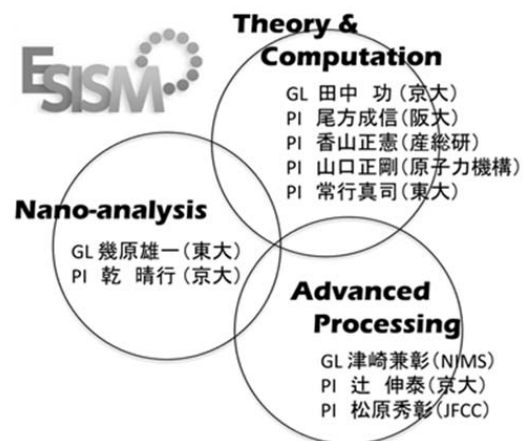 ESISM
Theory &
Computation
GL 田中 功（京大）
PI 尾方成信（阪大）
PI 香山正憲（産総研）
PI 山口正剛（原子力機構）
PI 常行真司（東大）
Nano-analysis
GL 幾原雄一（東大）
PI 乾 晴行（京大）
Advanced
Processing
GL 津崎兼彰（NIMS）
PI 辻 伸泰（京大）
PI 松原秀彰（JFCC）